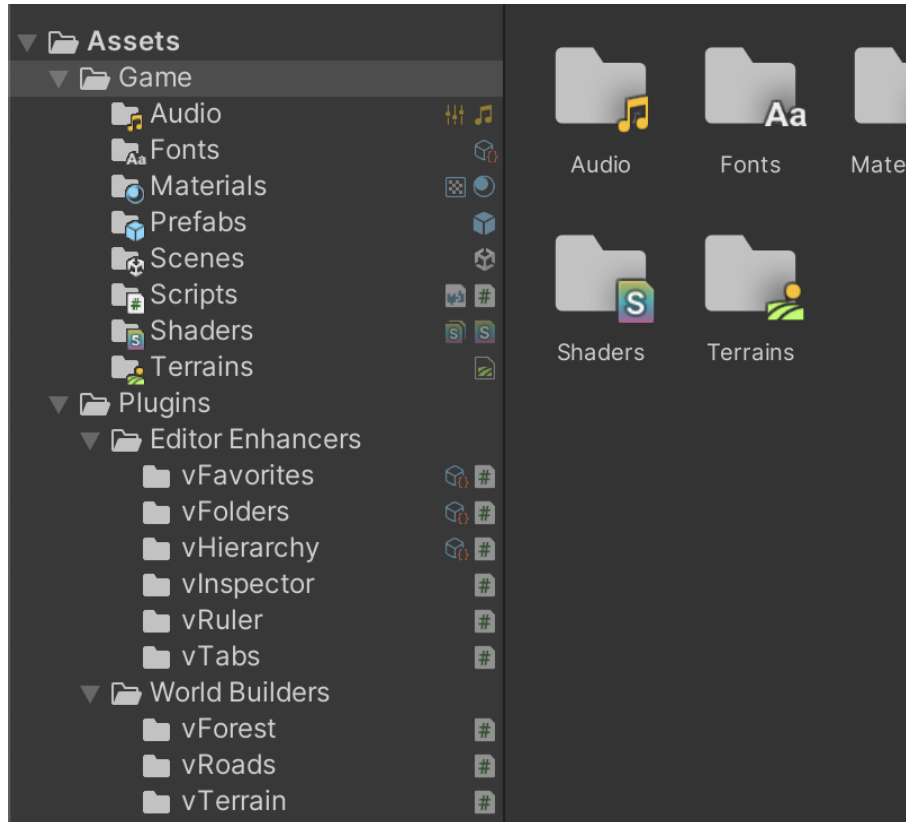 Assets
Game
Audio
Fonts
Materials
Prefabs
Scenes
Scripts
Shaders
Terrains
Plugins
Editor Enhancers
vFavorites
vFolders
vHierarchy
vInspector
vRuler
vTabs
World Builders
vForest
vRoads
vTerrain
Aa
S
Audio
Fonts
Mate
Shaders
Terrains